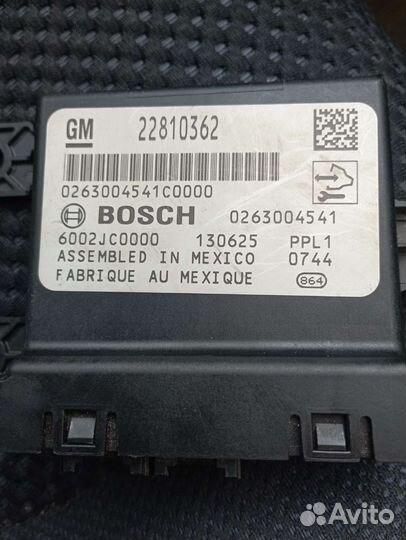 GM 22810362
0263004541C0000
BOSCH 0263004541
6002JC0000 130625 PPL1
ASSEMBLED IN MEXICO 0744
FABRIQUE AU MEXIQUE 864
Avito